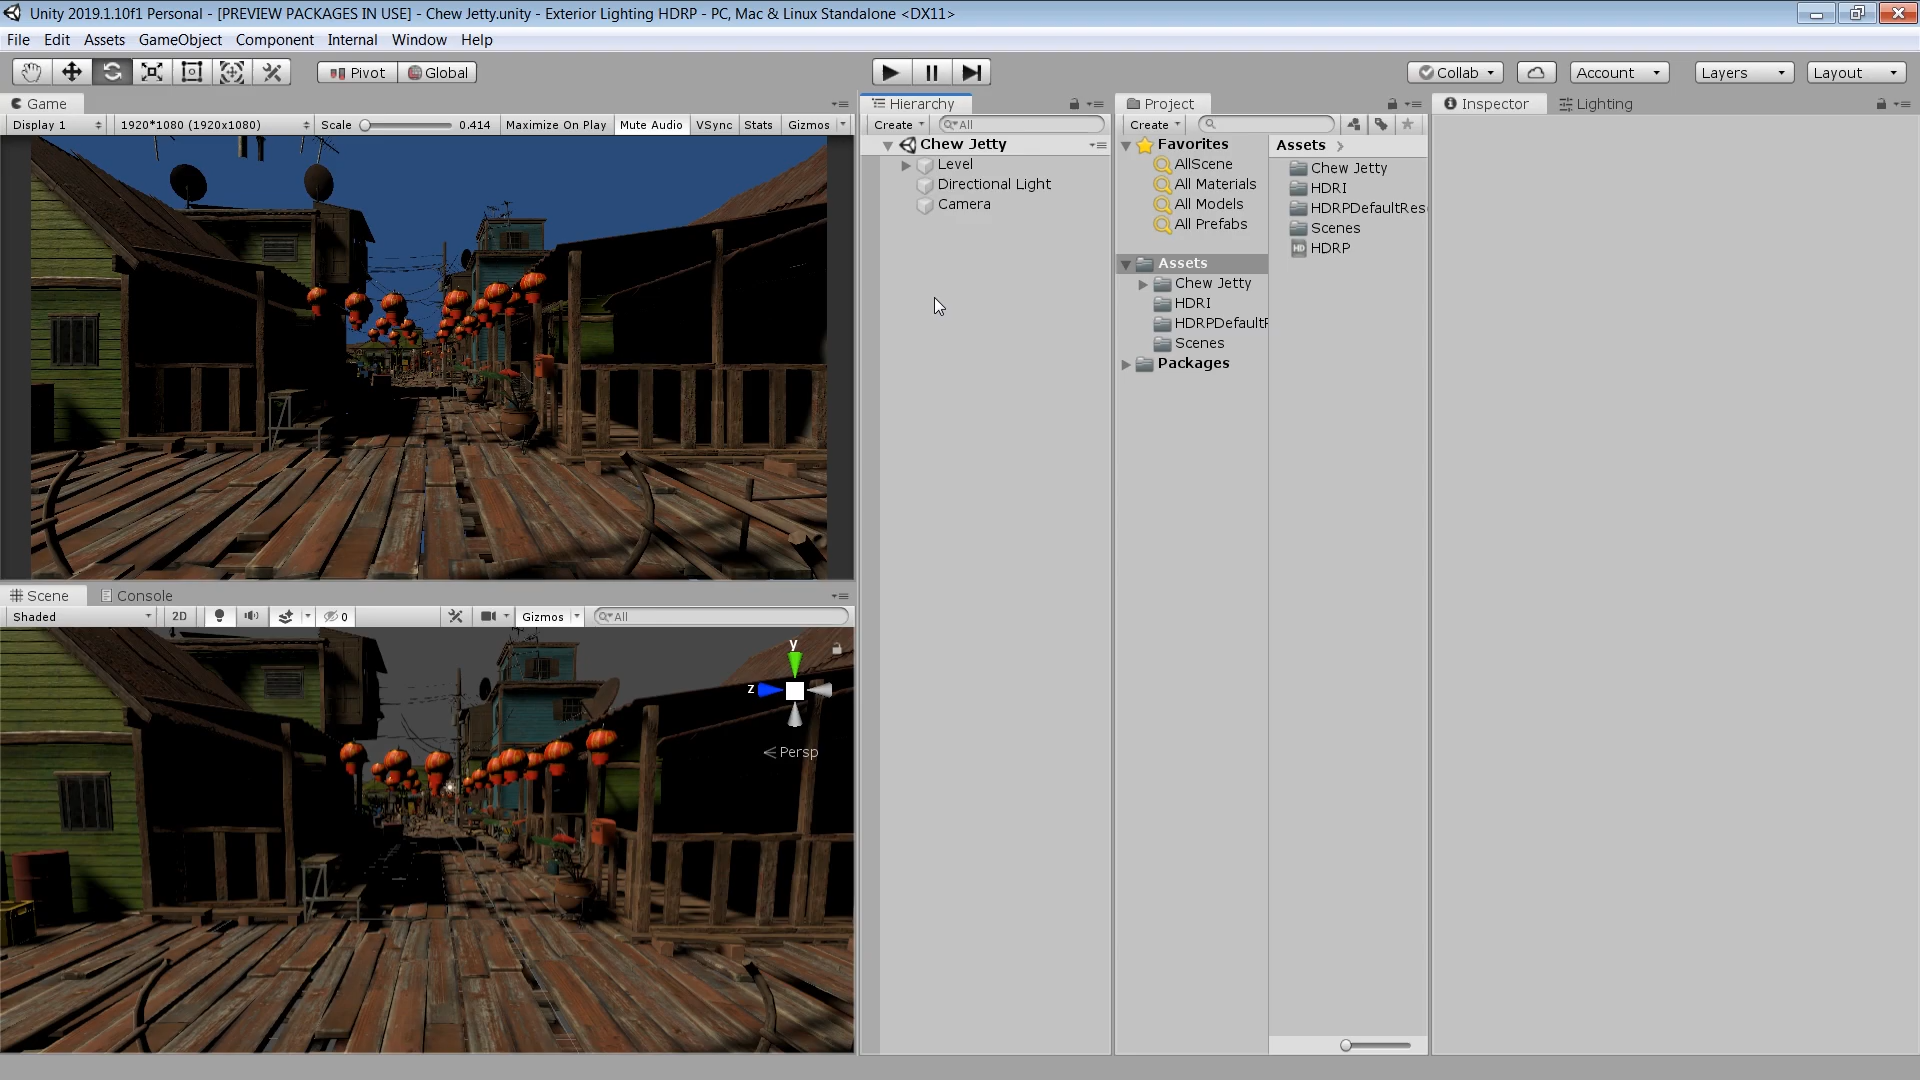 Unity 2019.1.10f1 Personal - [PREVIEW PACKAGES IN USE] - Chew Jetty.unity - Exterior Lighting HDRP - PC, Mac & Linux Standalone <DX11>
File Edit Assets GameObject Component Internal Window Help
Pivot Global Collab Account Layers Layout
Game Hierarchy Project Inspector Lighting
Display 1 1920*1080 (1920x1080) Scale 0.414 Maximize On Play Mute Audio VSync Stats Gizmos Create All Create
Chew Jetty
Level
Directional Light
Camera
Favorites
AllScene
All Materials
All Models
All Prefabs
Assets
Chew Jetty
HDRI
HDRPDefaultR
Scenes
Packages
Assets
Chew Jetty
HDRI
HDRPDefaultRes
Scenes
HDRP
Scene Console
Shaded 2D 0 Gizmos All
y
z
Persp